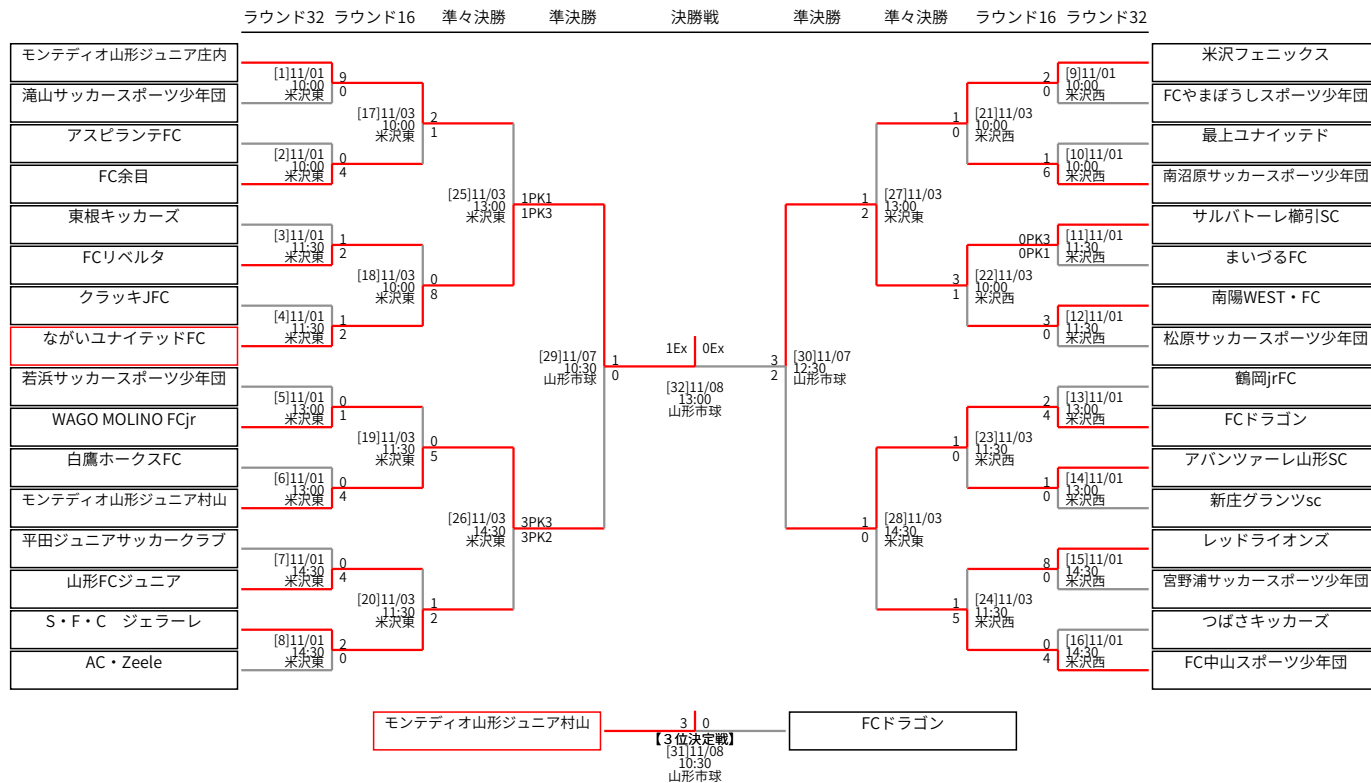 ラウンド32 ラウンド16 準々決勝 準決勝 決勝戦 準決勝 準々決勝 ラウンド16 ラウンド32
モンテディオ山形ジュニア庄内
滝山サッカースポーツ少年団
アスピランテFC
FC余目
東根キッカーズ
FCリベルタ
クラッキJFC
ながいユナイテッドFC
若浜サッカースポーツ少年団
WAGO MOLINO FCjr
白鷹ホークスFC
モンテディオ山形ジュニア村山
平田ジュニアサッカークラブ
山形FCジュニア
S・F・C　ジェラーレ
AC・Zeele
[1]11/01
10:00
米沢東
9
0
[2]11/01
10:00
米沢東
0
4
[3]11/01
11:30
米沢東
1
2
[4]11/01
11:30
米沢東
1
2
[5]11/01
13:00
米沢東
0
1
[6]11/01
13:00
米沢東
0
4
[7]11/01
14:30
米沢東
0
4
[8]11/01
14:30
米沢東
2
0
[17]11/03
10:00
米沢東
2
1
[18]11/03
10:00
米沢東
0
8
[19]11/03
11:30
米沢東
0
5
[20]11/03
11:30
米沢東
1
2
[25]11/03
13:00
米沢東
1PK1
1PK3
[26]11/03
14:30
米沢東
3PK3
3PK2
[29]11/07
10:30
山形市球
1
0
1Ex 0Ex
[32]11/08
13:00
山形市球
3
2
[30]11/07
12:30
山形市球
1
2
[27]11/03
13:00
米沢東
1
0
[28]11/03
14:30
米沢東
1
0
[21]11/03
10:00
米沢西
3
1
[22]11/03
10:00
米沢西
1
0
[23]11/03
11:30
米沢西
1
5
[24]11/03
11:30
米沢西
2
0
[9]11/01
10:00
米沢西
1
6
[10]11/01
10:00
米沢西
0PK3
0PK1
[11]11/01
11:30
米沢西
3
0
[12]11/01
11:30
米沢西
2
4
[13]11/01
13:00
米沢西
1
0
[14]11/01
13:00
米沢西
8
0
[15]11/01
14:30
米沢西
0
4
[16]11/01
14:30
米沢西
米沢フェニックス
FCやまぼうしスポーツ少年団
最上ユナイッテド
南沼原サッカースポーツ少年団
サルバトーレ櫛引SC
まいづるFC
南陽WEST・FC
松原サッカースポーツ少年団
鶴岡jrFC
FCドラゴン
アバンツァーレ山形SC
新庄グランツsc
レッドライオンズ
宮野浦サッカースポーツ少年団
つばさキッカーズ
FC中山スポーツ少年団
モンテディオ山形ジュニア村山 3 0 FCドラゴン
【３位決定戦】
[31]11/08
10:30
山形市球